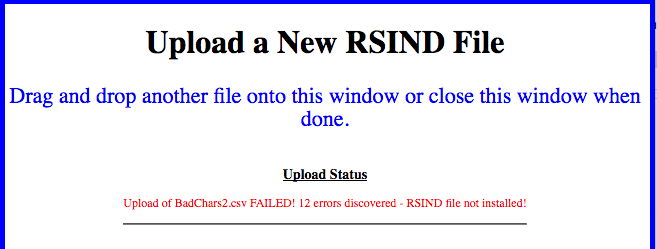 Upload a New RSIND File
Drag and drop another file onto this window or close this window when
done.
Upload Status
Upload of BadChars2.csv FAILED! 12 errors discovered - RSIND file not installed!